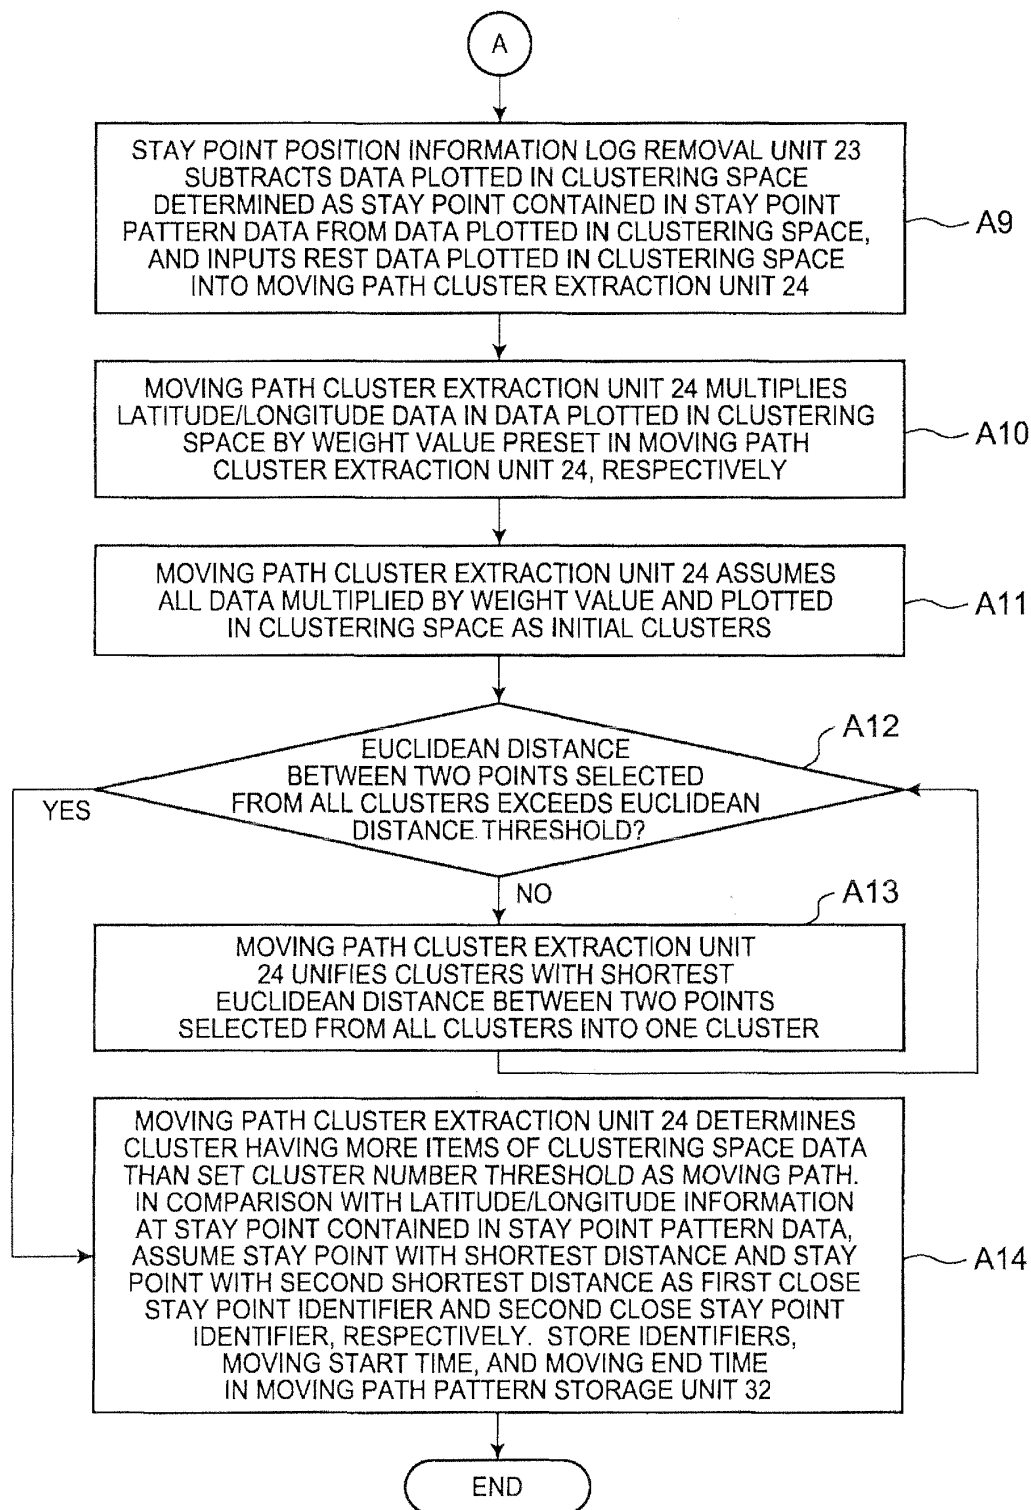 A
STAY POINT POSITION INFORMATION LOG REMOVAL UNIT 23
SUBTRACTS DATA PLOTTED IN CLUSTERING SPACE
DETERMINED AS STAY POINT CONTAINED IN STAY POINT
PATTERN DATA FROM DATA PLOTTED IN CLUSTERING SPACE,
AND INPUTS REST DATA PLOTTED IN CLUSTERING SPACE
INTO MOVING PATH CLUSTER EXTRACTION UNIT 24
A9
MOVING PATH CLUSTER EXTRACTION UNIT 24 MULTIPLIES
LATITUDE/LONGITUDE DATA IN DATA PLOTTED IN CLUSTERING
SPACE BY WEIGHT VALUE PRESET IN MOVING PATH
CLUSTER EXTRACTION UNIT 24, RESPECTIVELY
A10
MOVING PATH CLUSTER EXTRACTION UNIT 24 ASSUMES
ALL DATA MULTIPLIED BY WEIGHT VALUE AND PLOTTED
IN CLUSTERING SPACE AS INITIAL CLUSTERS
A11
EUCLIDEAN DISTANCE
BETWEEN TWO POINTS SELECTED
FROM ALL CLUSTERS EXCEEDS EUCLIDEAN
DISTANCE THRESHOLD?
A12
YES
NO
MOVING PATH CLUSTER EXTRACTION UNIT
24 UNIFIES CLUSTERS WITH SHORTEST
EUCLIDEAN DISTANCE BETWEEN TWO POINTS
SELECTED FROM ALL CLUSTERS INTO ONE CLUSTER
A13
MOVING PATH CLUSTER EXTRACTION UNIT 24 DETERMINES
CLUSTER HAVING MORE ITEMS OF CLUSTERING SPACE DATA
THAN SET CLUSTER NUMBER THRESHOLD AS MOVING PATH.
IN COMPARISON WITH LATITUDE/LONGITUDE INFORMATION
AT STAY POINT CONTAINED IN STAY POINT PATTERN DATA,
ASSUME STAY POINT WITH SHORTEST DISTANCE AND STAY
POINT WITH SECOND SHORTEST DISTANCE AS FIRST CLOSE
STAY POINT IDENTIFIER AND SECOND CLOSE STAY POINT
IDENTIFIER, RESPECTIVELY. STORE IDENTIFIERS,
MOVING START TIME, AND MOVING END TIME
IN MOVING PATH PATTERN STORAGE UNIT 32
A14
END